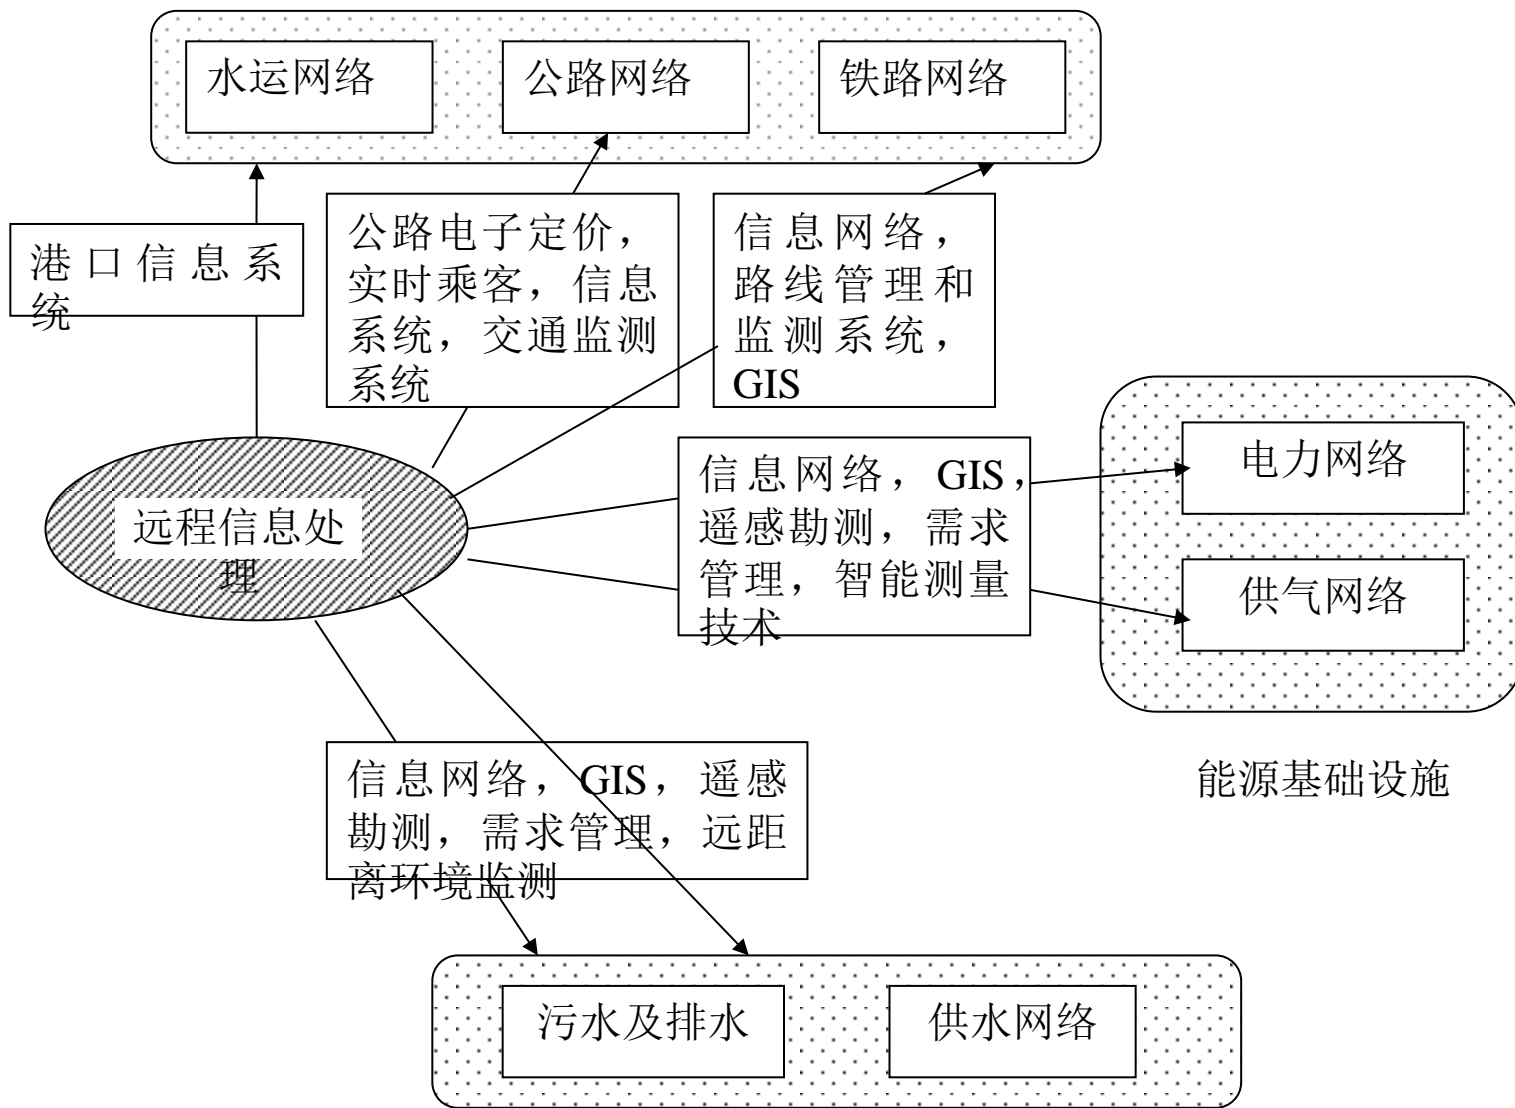 水运网络
公路网络
铁路网络
港口信息系
统
公路电子定价，
实时乘客，信息
系统，交通监测
系统
信息网络，
路线管理和
监测系统，
GIS
远程信息处
理
信息网络，GIS，
遥感勘测，需求
管理，智能测量
技术
电力网络
供气网络
能源基础设施
信息网络，GIS，遥感
勘测，需求管理，远距
离环境监测
污水及排水
供水网络